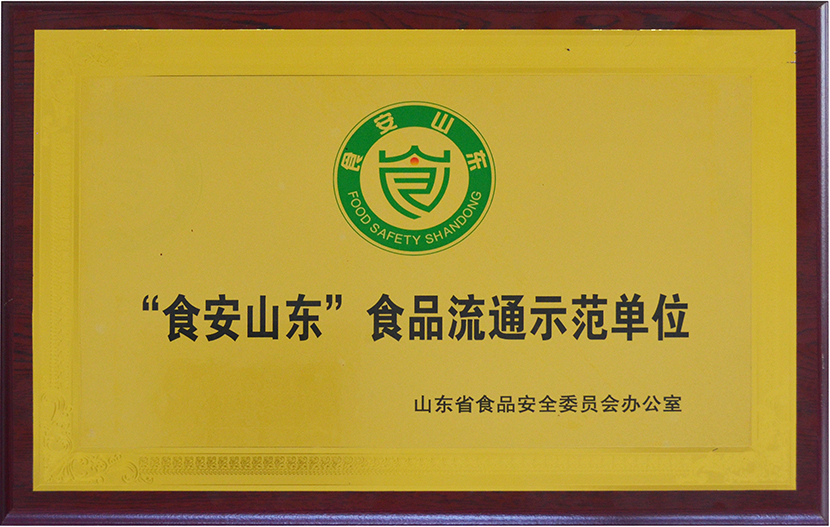 食安山东
FOOD SAFETY SHANDONG
“食安山东”食品流通示范单位
山东省食品安全委员会办公室